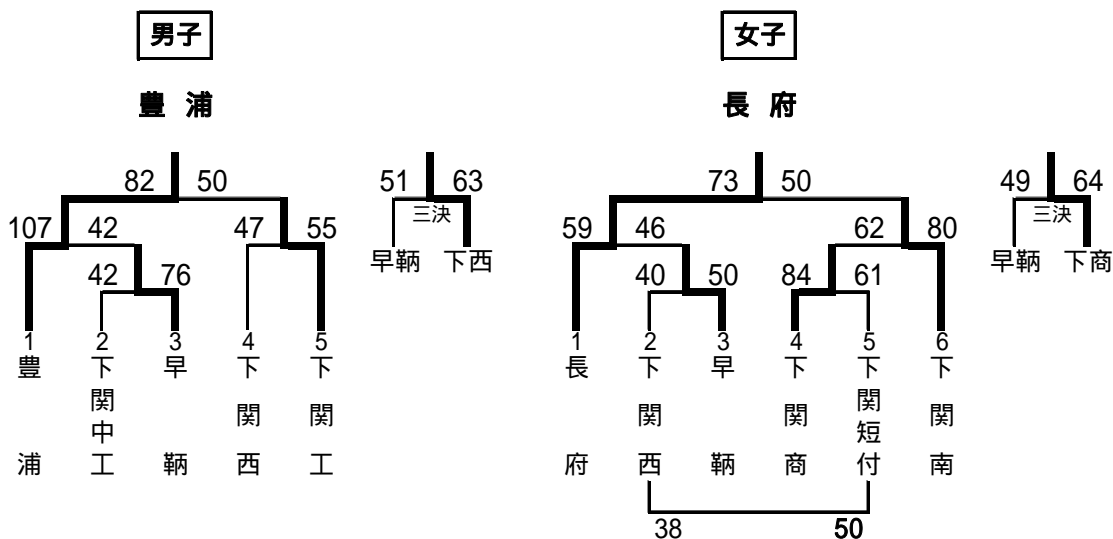 男子 女子
豊浦 長府
82 50 51 63 73 50 49 64
三決 三決
107 42 47 55 59 46 62 80
早鞆 下西 早鞆 下商
42 76 40 50 84 61
1 2 3 4 5 1 2 3 4 5 6
豊浦 下関中工 早鞆 下関西 下関工 長府 下関西 早鞆 下関商 下関短付 下関南
38 50